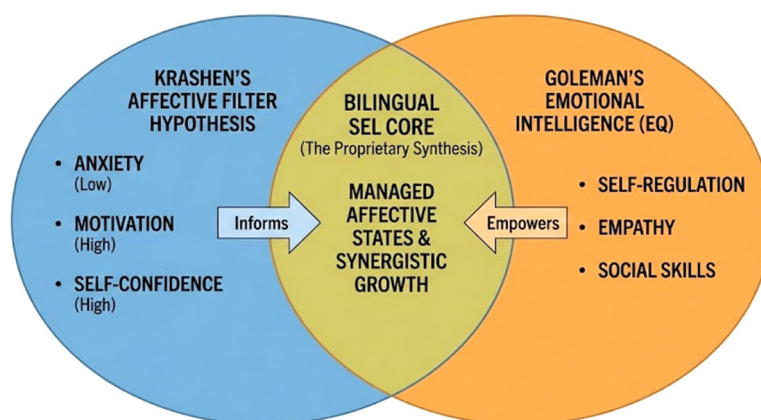 KRASHEN'S
AFFECTIVE FILTER
HYPOTHESIS
• ANXIETY
(Low)
• MOTIVATION
(High)
• SELF-CONFIDENCE
(High)
Informs
BILINGUAL
SEL CORE
(The Proprietary Synthesis)
MANAGED
AFFECTIVE
STATES &
SYNERGISTIC
GROWTH
Empowers
GOLEMAN'S
EMOTIONAL
INTELLIGENCE (EQ)
• SELF-REGULATION
• EMPATHY
• SOCIAL SKILLS